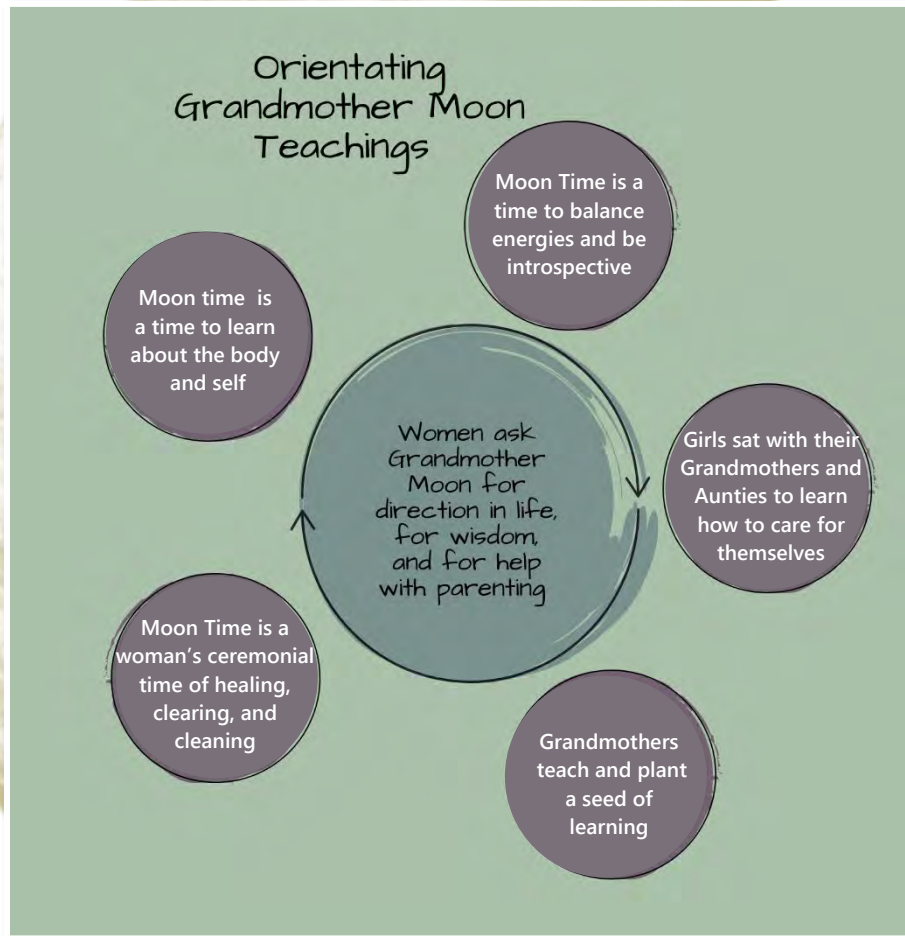 Orientating
Grandmother Moon
Teachings
Moon Time is a
time to balance
energies and be
introspective
Moon time is
a time to learn
about the body
and self
Women ask
Grandmother
Moon for
direction in life,
for wisdom,
and for help
with parenting
Girls sat with their
Grandmothers and
Aunties to learn
how to care for
themselves
Moon Time is a
woman's ceremonial
time of healing,
clearing, and
cleaning
Grandmothers
teach and plant
a seed of
learning